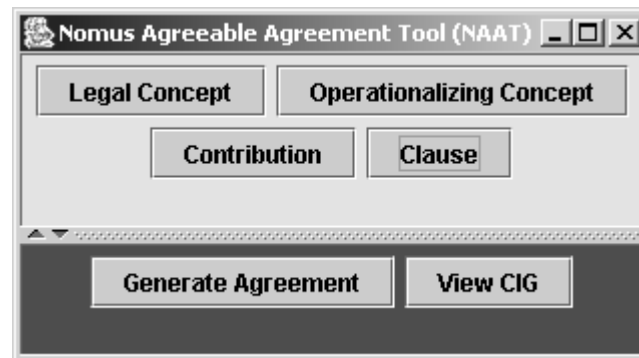 Nomus Agreeable Agreement Tool (NAAT)
Legal Concept Operationalizing Concept
Contribution Clause
Generate Agreement View CIG